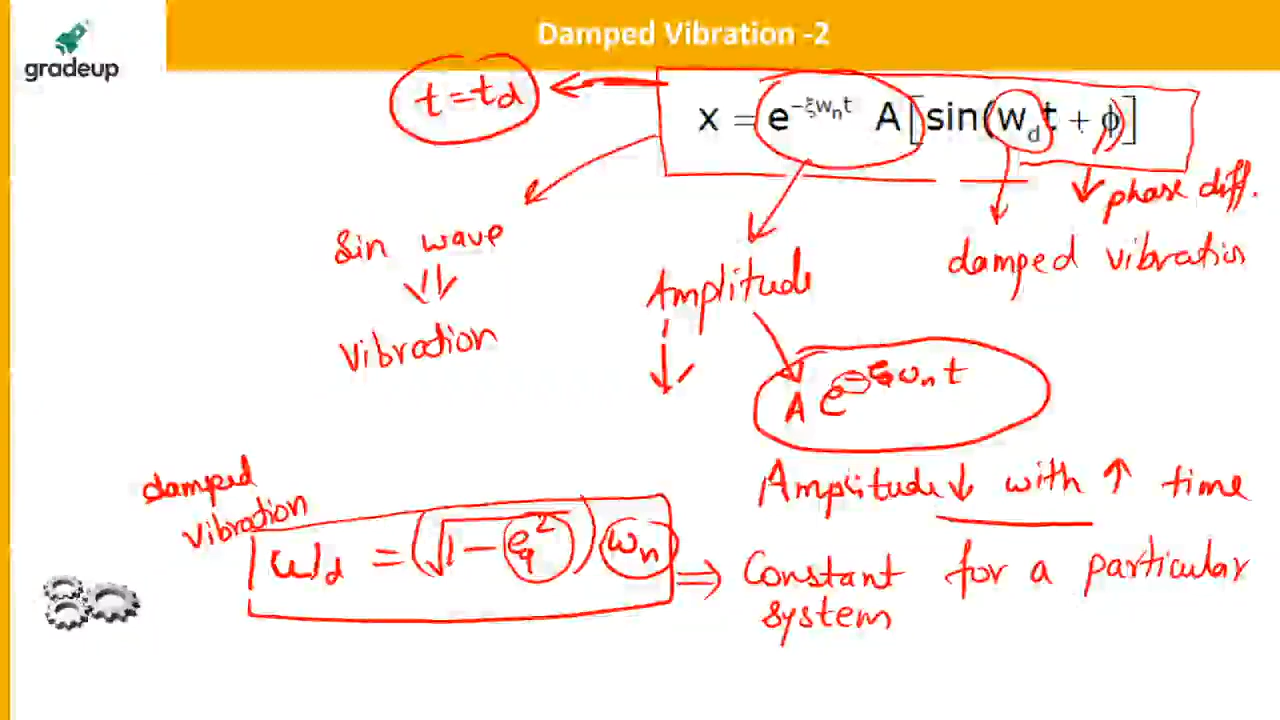 Damped Vibration -2
gradeup
t = td
x = e^-ξwnt A[sin(wdt + ϕ)]
phase diff.
Sin wave
damped vibration
Amplitude
Vibration
A e^-ξωnt
Amplitude ↓ with ↑ time
damped
vibration
ωd = (√1 - ξ²) ωn ⇒ Constant for a particular
system